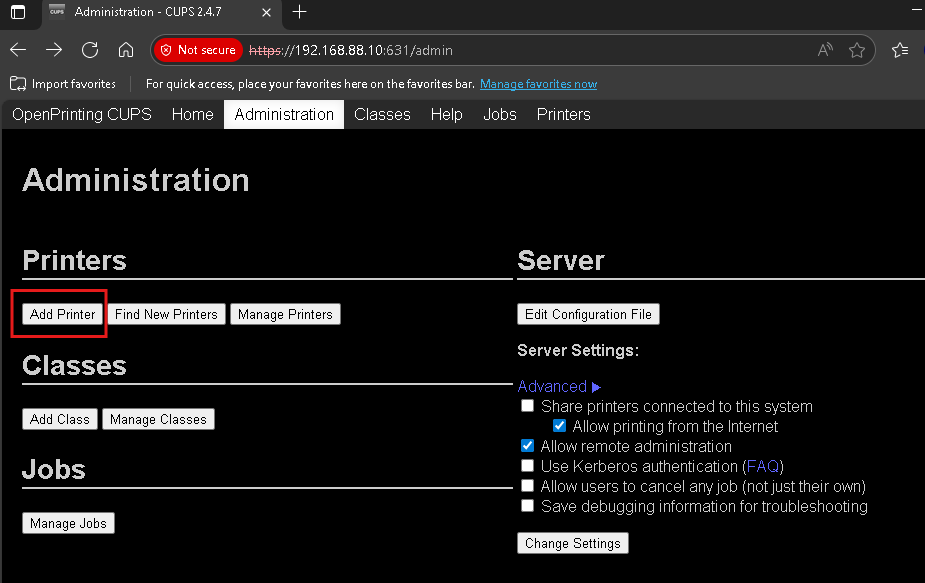 Administration - CUPS 2.4.7
Not secure https://192.168.88.10:631/admin
Import favorites For quick access, place your favorites here on the favorites bar. Manage favorites now
OpenPrinting CUPS Home Administration Classes Help Jobs Printers
Administration
Printers
Add Printer Find New Printers Manage Printers
Classes
Add Class Manage Classes
Jobs
Manage Jobs
Server
Edit Configuration File
Server Settings:
Advanced ▶
Share printers connected to this system
Allow printing from the Internet
Allow remote administration
Use Kerberos authentication (FAQ)
Allow users to cancel any job (not just their own)
Save debugging information for troubleshooting
Change Settings